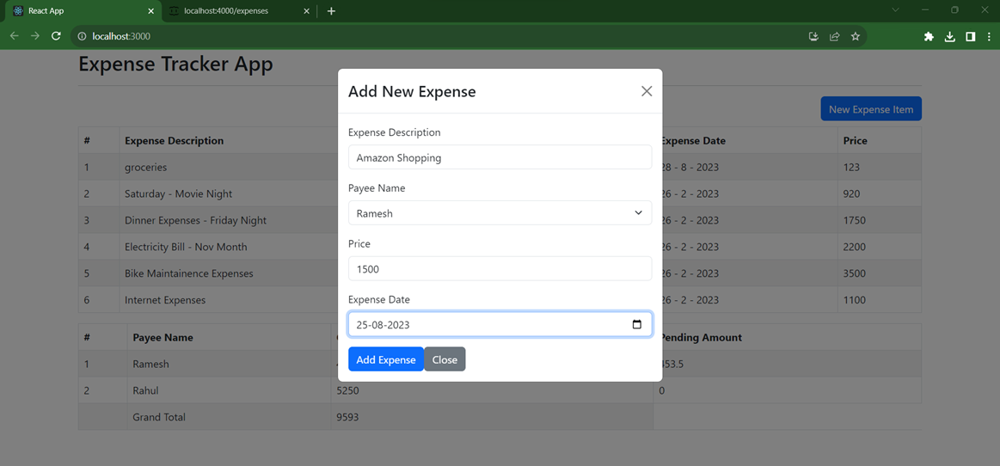 React App
localhost:4000/expenses
localhost:3000
Expense Tracker App
New Expense Item
# Expense Description Expense Date Price
1 groceries 28 - 8 - 2023 123
2 Saturday - Movie Night 26 - 2 - 2023 920
3 Dinner Expenses - Friday Night 26 - 2 - 2023 1750
4 Electricity Bill - Nov Month 26 - 2 - 2023 2200
5 Bike Maintainence Expenses 26 - 2 - 2023 3500
6 Internet Expenses 26 - 2 - 2023 1100
# Payee Name Pending Amount
1 Ramesh 453.5
2 Rahul 5250 0
Grand Total 9593
Add New Expense
Expense Description
Amazon Shopping
Payee Name
Ramesh
Price
1500
Expense Date
25-08-2023
Add Expense Close